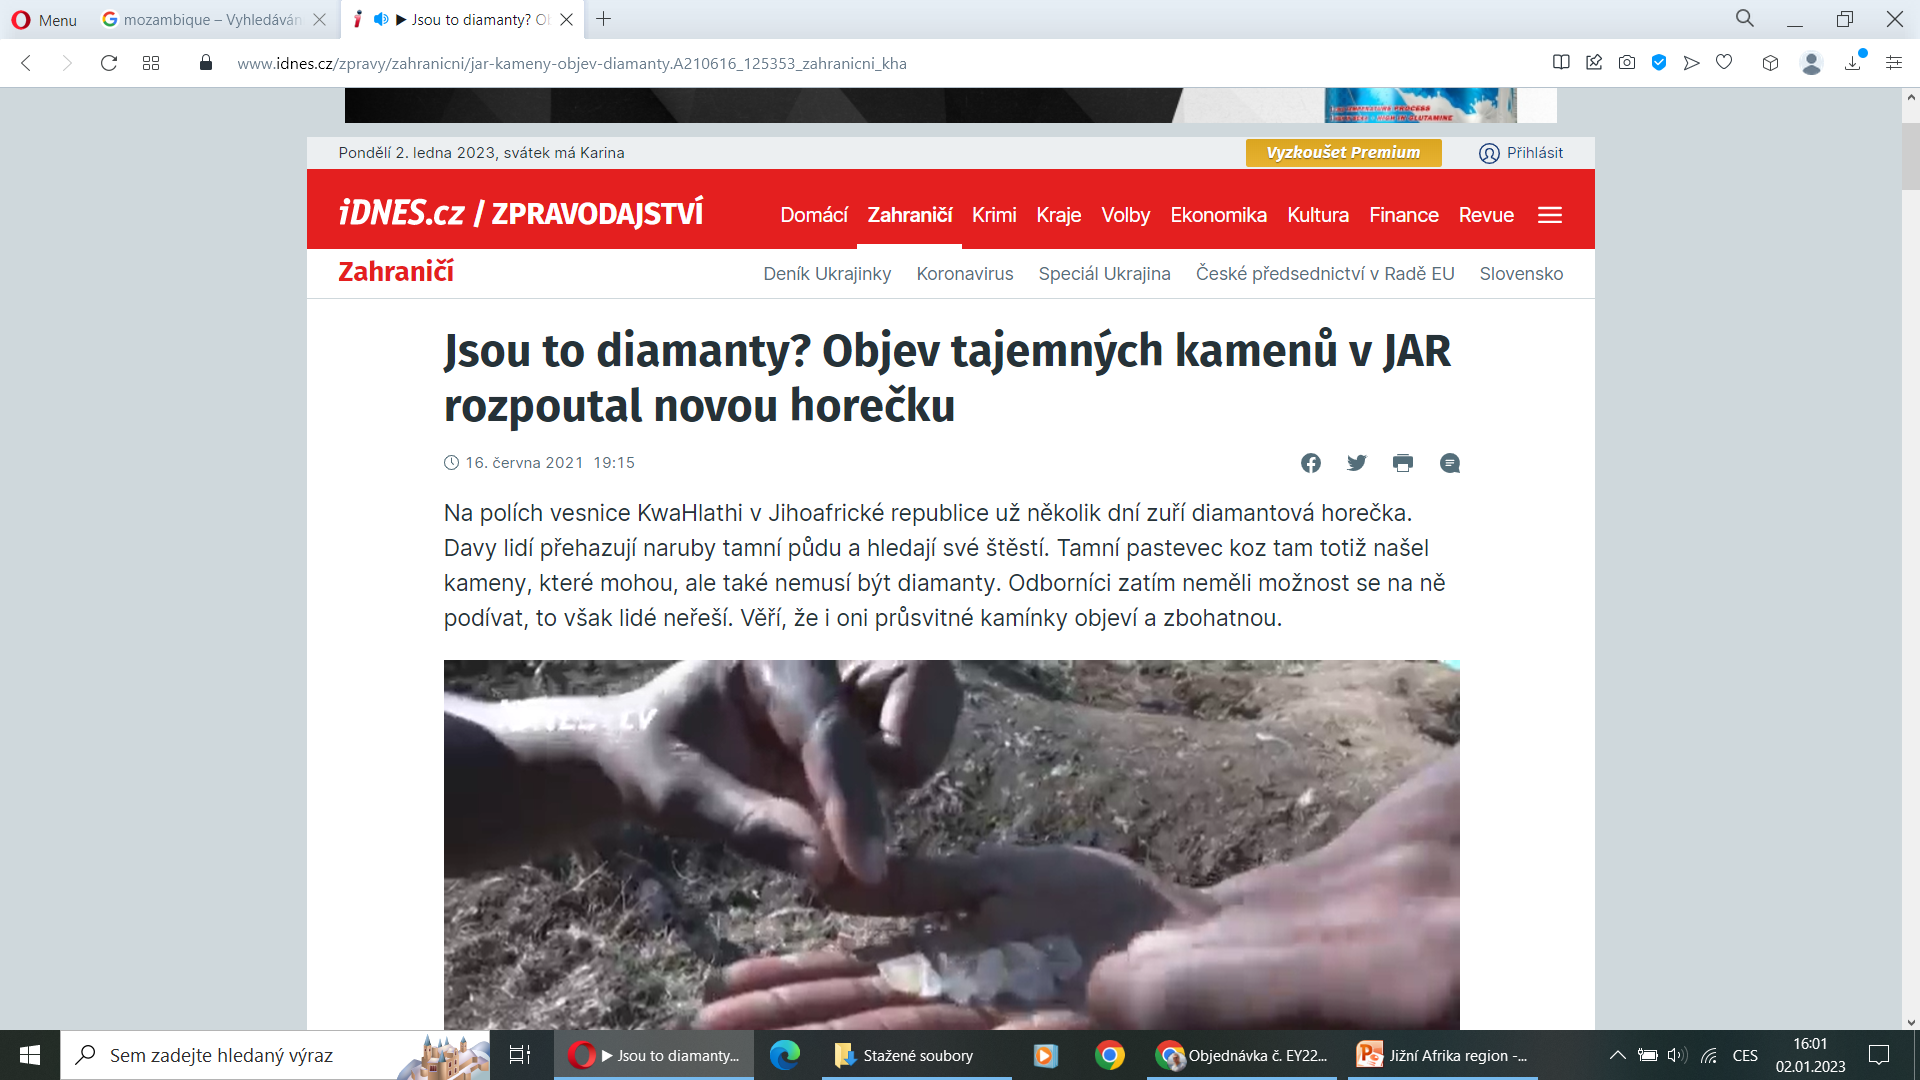 Menu
mozambique – Vyhledáván
▶ Jsou to diamanty? O
www.idnes.cz/zpravy/zahranicni/jar-kameny-objev-diamanty.A210616_125353_zahranicni_kha
Pondělí 2. ledna 2023, svátek má Karina
Vyzkoušet Premium
Přihlásit
iDNES.cz / ZPRAVODAJSTVÍ
Domácí Zahraničí Krimi Kraje Volby Ekonomika Kultura Finance Revue
Zahraničí
Deník Ukrajinky Koronavirus Speciál Ukrajina České předsednictví v Radě EU Slovensko
Jsou to diamanty? Objev tajemných kamenů v JAR
rozpoutal novou horečku
16. června 2021 19:15
Na polích vesnice KwaHlathi v Jihoafrické republice už několik dní zuří diamantová horečka.
Davy lidí přehazují naruby tamní půdu a hledají své štěstí. Tamní pastevec koz tam totiž našel
kameny, které mohou, ale také nemusí být diamanty. Odborníci zatím neměli možnost se na ně
podívat, to však lidé neřeší. Věří, že i oni průsvitné kamínky objeví a zbohatnou.
Sem zadejte hledaný výraz
▶ Jsou to diamanty...
Stažené soubory
Objednávka č. EY22...
Jižní Afrika region -...
CES
16:01
02.01.2023